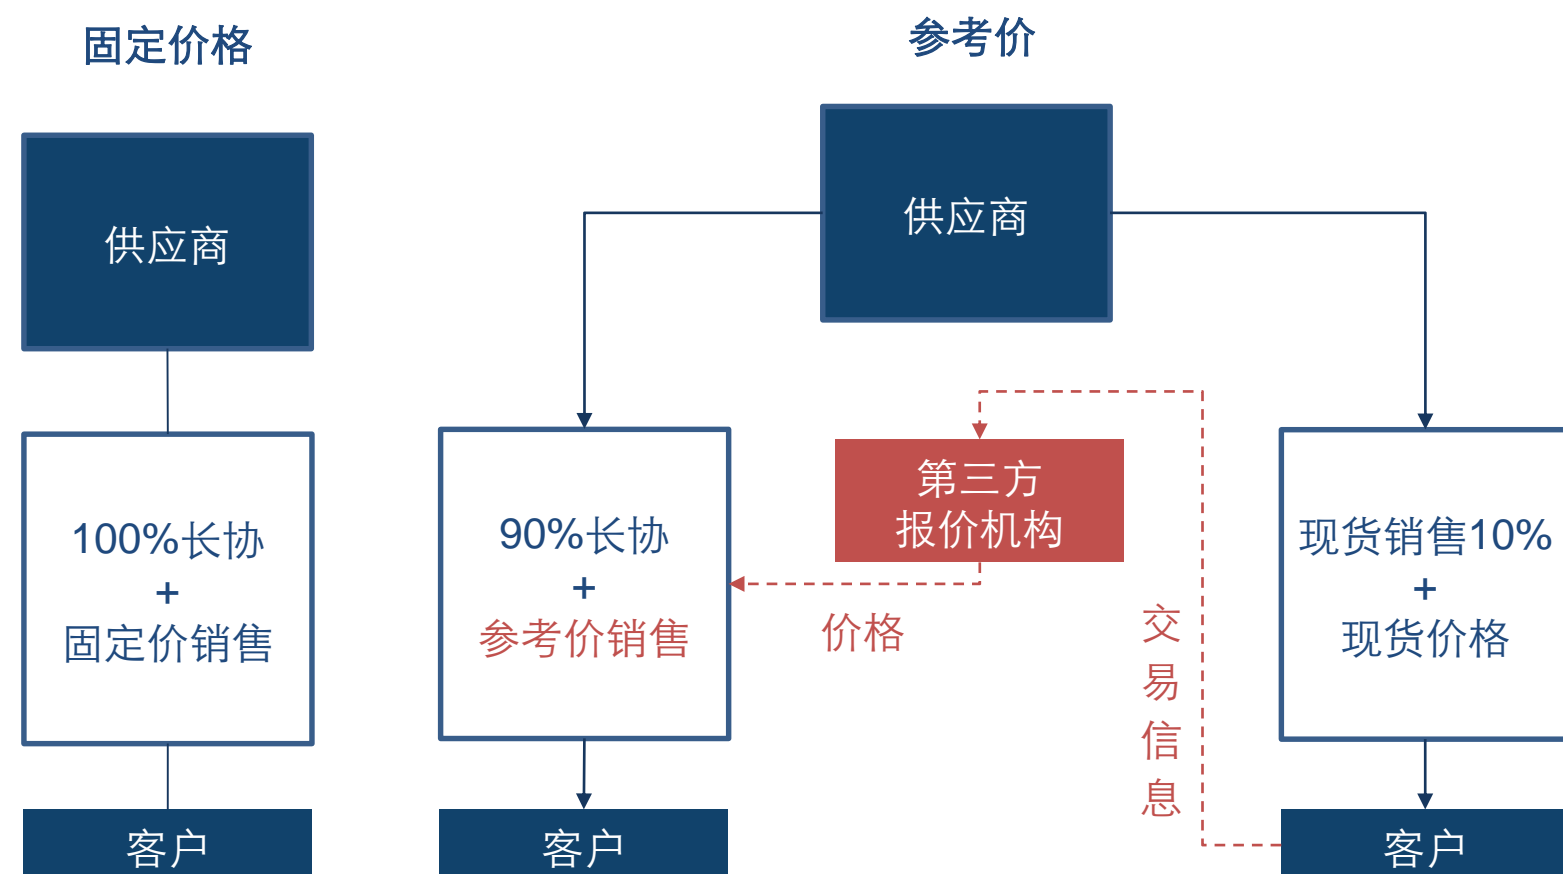 固定价格
供应商
100%长协
+
固定价销售
客户
参考价
供应商
90%长协
+
参考价销售
客户
第三方
报价机构
价格
交
易
信
息
现货销售10%
+
现货价格
客户